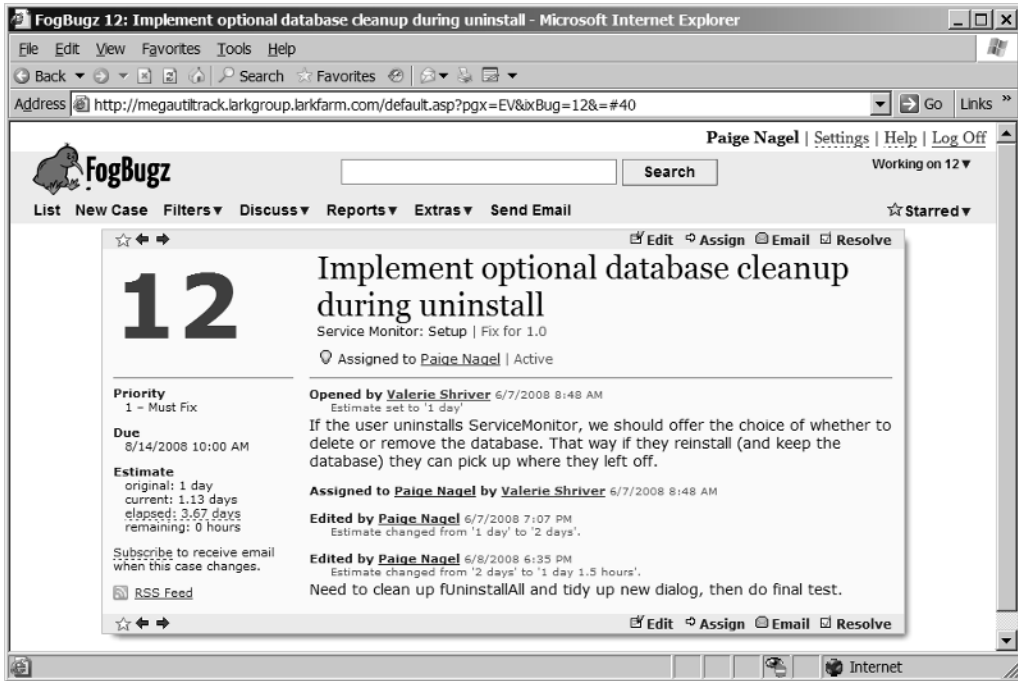 FogBugz 12: Implement optional database cleanup during uninstall - Microsoft Internet Explorer
File Edit View Favorites Tools Help
Back Search Favorites
Address http://megautiltrack.larkgroup.larkfarm.com/default.asp?pgx=EV&ixBug=12&=#40 Go Links »
Paige Nagel | Settings | Help | Log Off
FogBugz Search Working on 12▼
List New Case Filters▼ Discuss▼ Reports▼ Extras▼ Send Email ☆Starred▼
Edit Assign Email Resolve
12
Implement optional database cleanup
during uninstall
Service Monitor: Setup | Fix for 1.0
Assigned to Paige Nagel | Active
Priority
1 – Must Fix
Due
8/14/2008 10:00 AM
Estimate
original: 1 day
current: 1.13 days
elapsed: 3.67 days
remaining: 0 hours
Subscribe to receive email
when this case changes.
RSS Feed
Opened by Valerie Shriver 6/7/2008 8:48 AM
Estimate set to '1 day'
If the user uninstalls ServiceMonitor, we should offer the choice of whether to
delete or remove the database. That way if they reinstall (and keep the
database) they can pick up where they left off.
Assigned to Paige Nagel by Valerie Shriver 6/7/2008 8:48 AM
Edited by Paige Nagel 6/7/2008 7:07 PM
Estimate changed from '1 day' to '2 days'.
Edited by Paige Nagel 6/8/2008 6:35 PM
Estimate changed from '2 days' to '1 day 1.5 hours'.
Need to clean up fUninstallAll and tidy up new dialog, then do final test.
Edit Assign Email Resolve
Internet